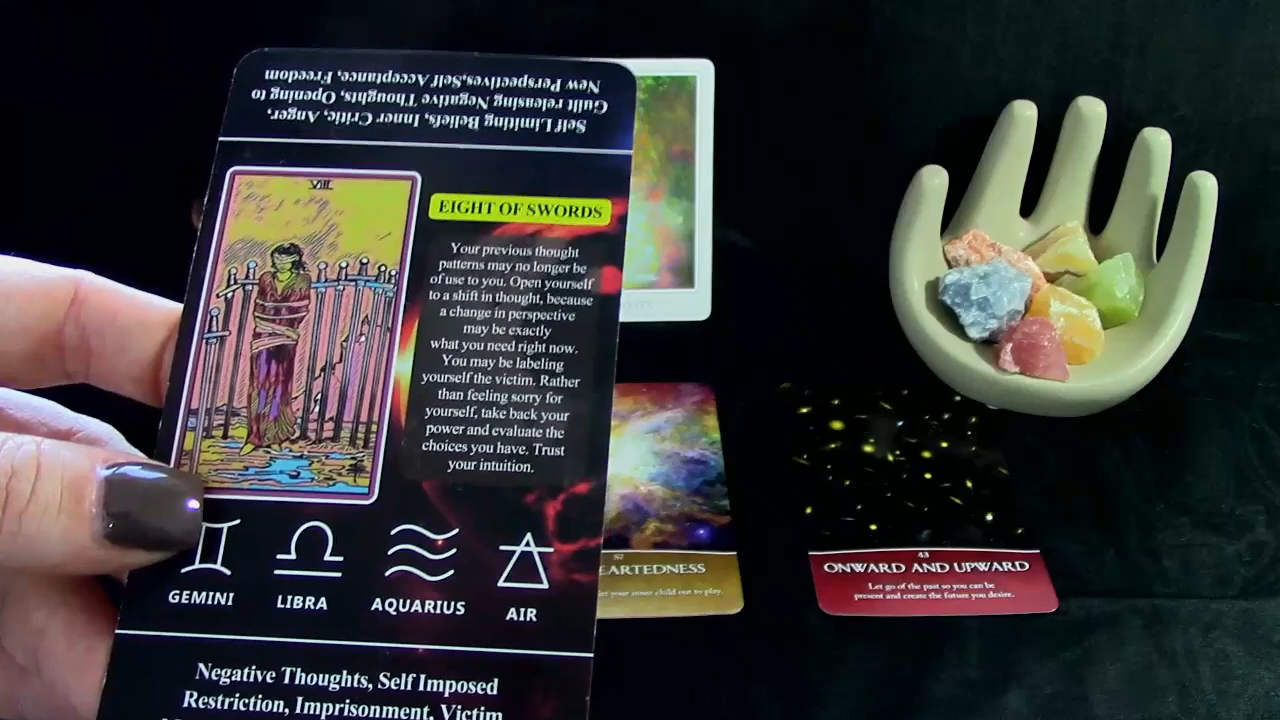 Self Limiting Beliefs, Inner Critic, Anger,
Guilt releasing Negative Thoughts, Opening to
New Perspectives,Self Acceptance, Freedom
VIII
EIGHT OF SWORDS
Your previous thought
patterns may no longer be
of use to you. Open yourself
to a shift in thought, because
a change in perspective
may be exactly
what you need right now.
You may be labeling
yourself the victim. Rather
than feeling sorry for
yourself, take back your
power and evaluate the
choices you have. Trust
your intuition.
GEMINI
LIBRA
AQUARIUS
AIR
Negative Thoughts, Self Imposed
Restriction, Imprisonment, Victim
EARTEDNESS
let your inner child out to play.
43
ONWARD AND UPWARD
Let go of the past so you can be
present and create the future you desire.